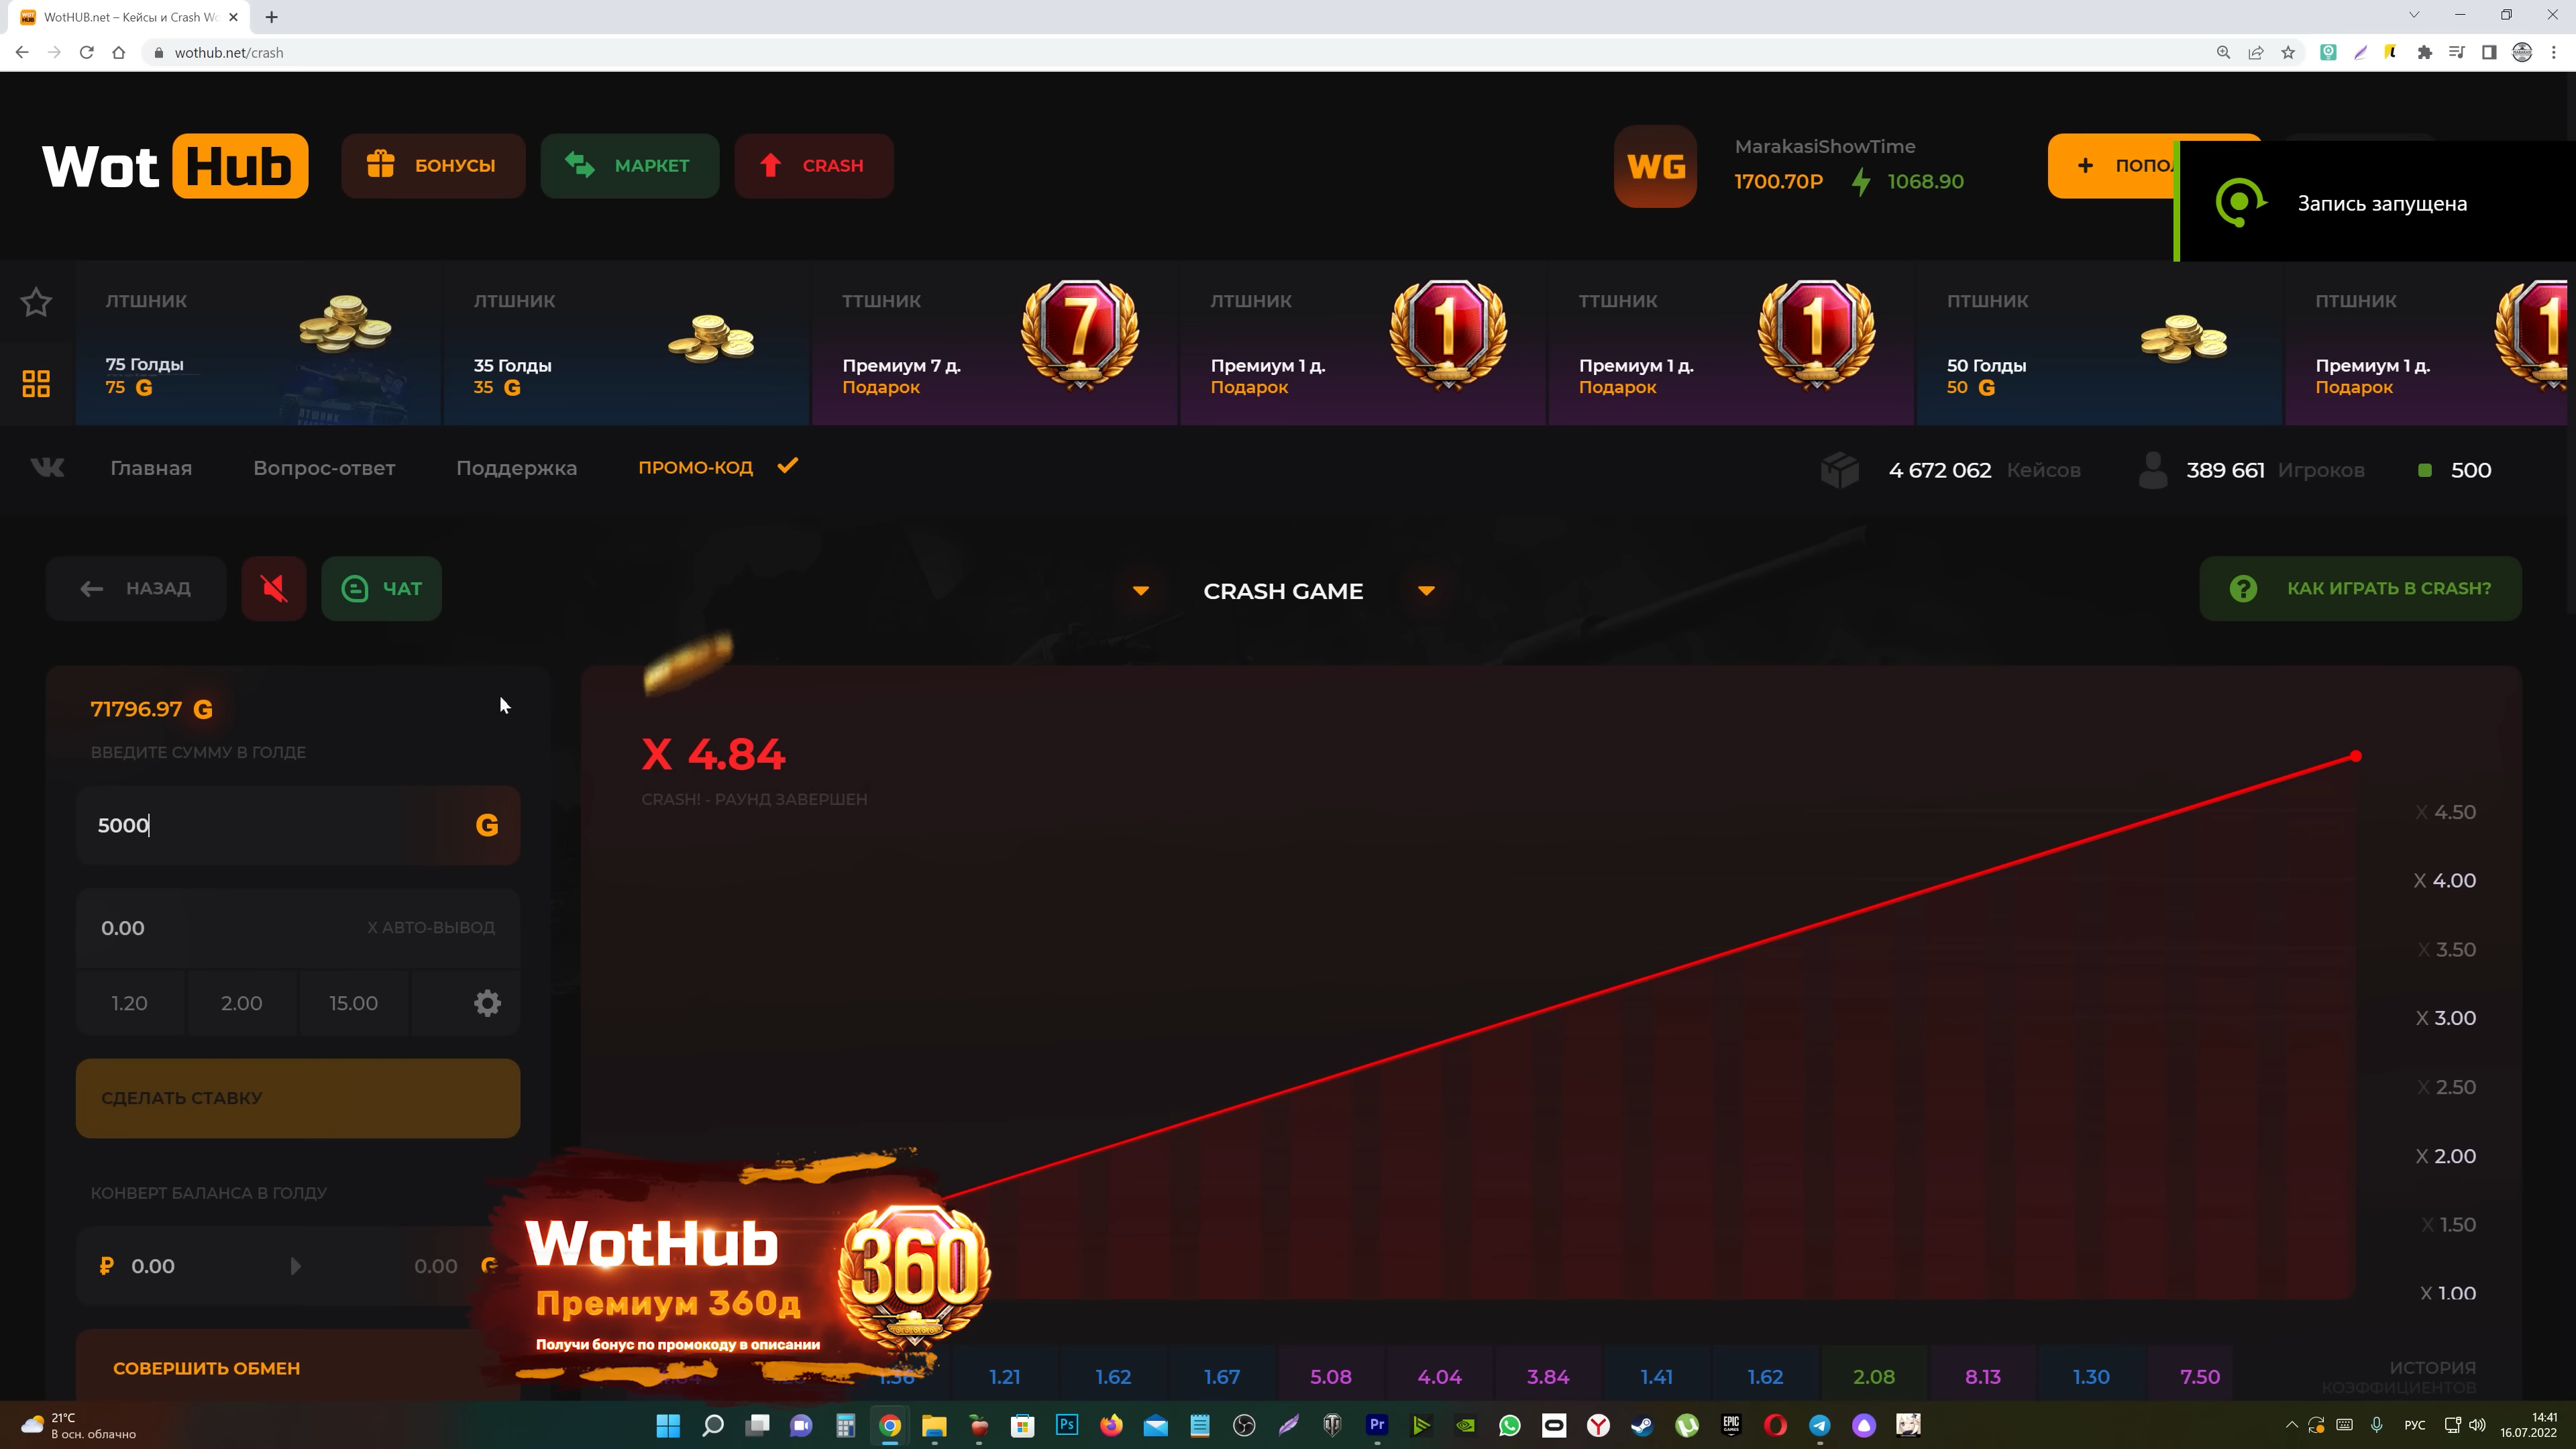 WotHUB.net – Кейсы и Crash Wo
wothub.net/crash
Wot Hub
БОНУСЫ
МАРКЕТ
CRASH
WG
MarakasiShowTime
1700.70Р 1068.90
ПОПОЛ
Запись запущена
ЛТШНИК
75 Голды
75 G
ЛТШНИК
35 Голды
35 G
ТТШНИК
Премиум 7 д.
Подарок
7
ЛТШНИК
Премиум 1 д.
Подарок
1
ТТШНИК
Премиум 1 д.
Подарок
1
ПТШНИК
50 Голды
50 G
ПТШНИК
Премиум 1 д.
Подарок
1
Главная Вопрос-ответ Поддержка ПРОМО-КОД
4 672 062 Кейсов 389 661 Игроков 500
НАЗАД ЧАТ CRASH GAME КАК ИГРАТЬ В CRASH?
71796.97 G
ВВЕДИТЕ СУММУ В ГОЛДЕ
5000 G
0.00 X АВТО-ВЫВОД
1.20 2.00 15.00
СДЕЛАТЬ СТАВКУ
КОНВЕРТ БАЛАНСА В ГОЛДУ
₽ 0.00 0.00 G
СОВЕРШИТЬ ОБМЕН
X 4.84
CRASH! - РАУНД ЗАВЕРШЕН
X 4.50
X 4.00
X 3.50
X 3.00
X 2.50
X 2.00
X 1.50
X 1.00
WotHub
Премиум 360д
Получи бонус по промокоду в описании
360
1.21 1.62 1.67 5.08 4.04 3.84 1.41 1.62 2.08 8.13 1.30 7.50
ИСТОРИЯ
КОЭФФИЦИЕНТОВ
21°C
В осн. облачно
РУС
14:41
16.07.2022